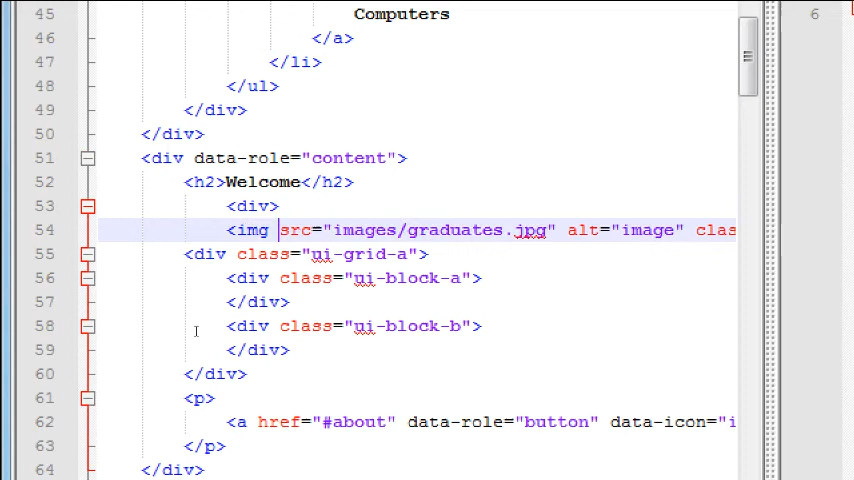 45 Computers
46 </a>
47 </li>
48 </ul>
49 </div>
50 </div>
51 <div data-role="content">
52 <h2>Welcome</h2>
53 <div>
54 <img src="images/graduates.jpg" alt="image" clas
55 <div class="ui-grid-a">
56 <div class="ui-block-a">
57 </div>
58 <div class="ui-block-b">
59 </div>
60 </div>
61 <p>
62 <a href="#about" data-role="button" data-icon="i
63 </p>
64 </div>
6